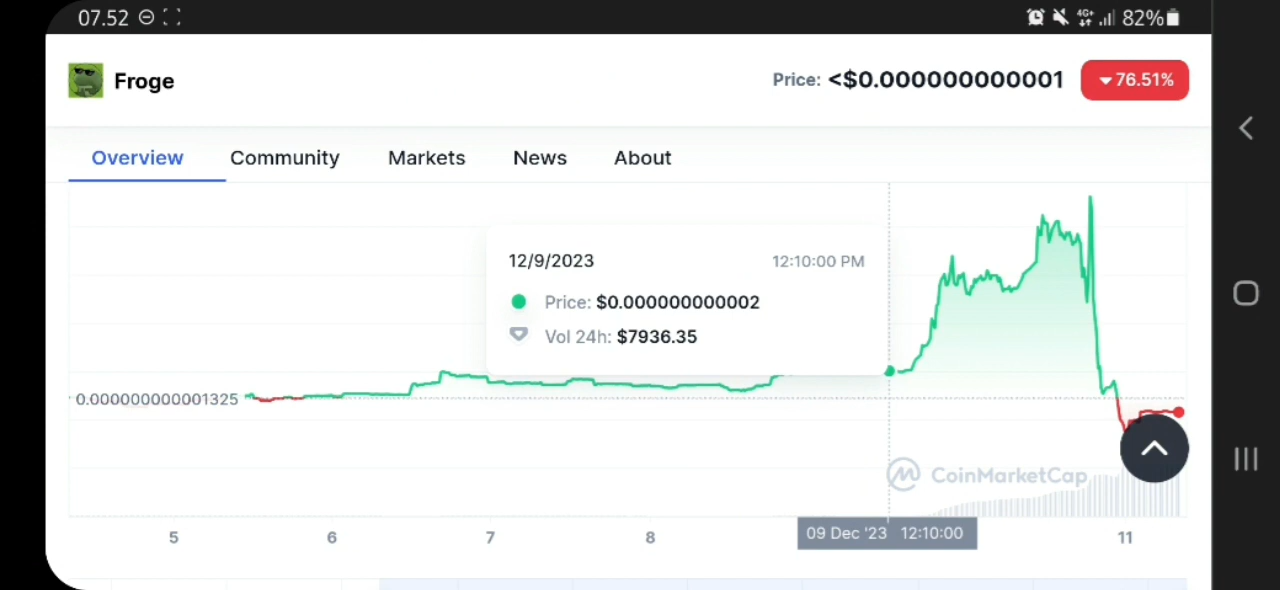 07.52
4G+ 82%
Froge
Price: <$0.000000000001 76.51%
Overview Community Markets News About
12/9/2023 12:10:00 PM
Price: $0.000000000002
Vol 24h: $7936.35
0.000000000001325
CoinMarketCap
5 6 7 8 09 Dec '23 12:10:00 11